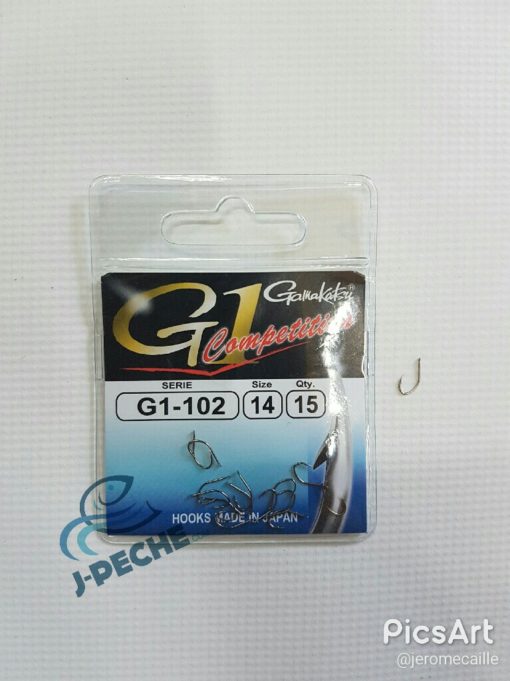 G1
Gamakatsu®
Competition
SERIE Size Qty.
G1-102 14 15
HOOKS MADE IN JAPAN
J-PECHE
PicsArt
@jeromecaille